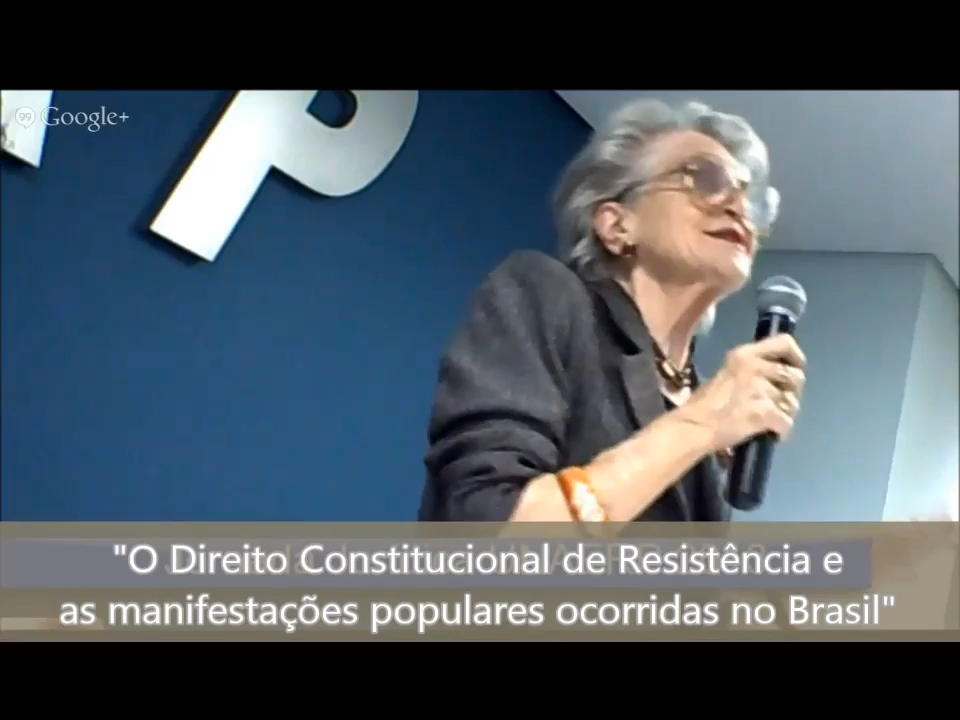 Google+
P
"O Direito Constitucional de Resistência e
as manifestações populares ocorridas no Brasil"